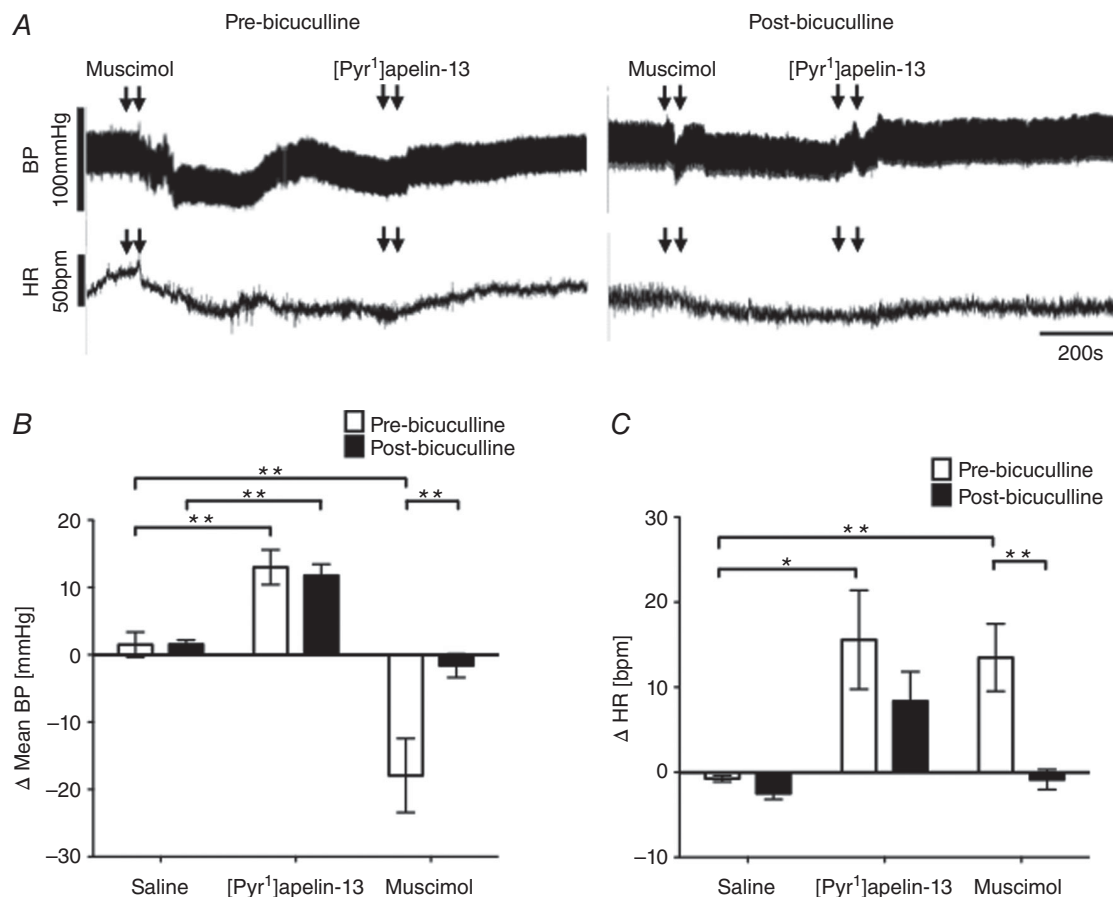 A
Pre-bicuculline
Post-bicuculline
Muscimol
[Pyr¹]apelin-13
Muscimol
[Pyr¹]apelin-13
BP
100mmHg
HR
50bpm
200s
B
Pre-bicuculline
Post-bicuculline
**
**
**
**
20
10
0
–10
–20
–30
Δ Mean BP [mmHg]
Saline
[Pyr¹]apelin-13
Muscimol
C
Pre-bicuculline
Post-bicuculline
**
*
**
30
20
10
0
–10
Δ HR [bpm]
Saline
[Pyr¹]apelin-13
Muscimol